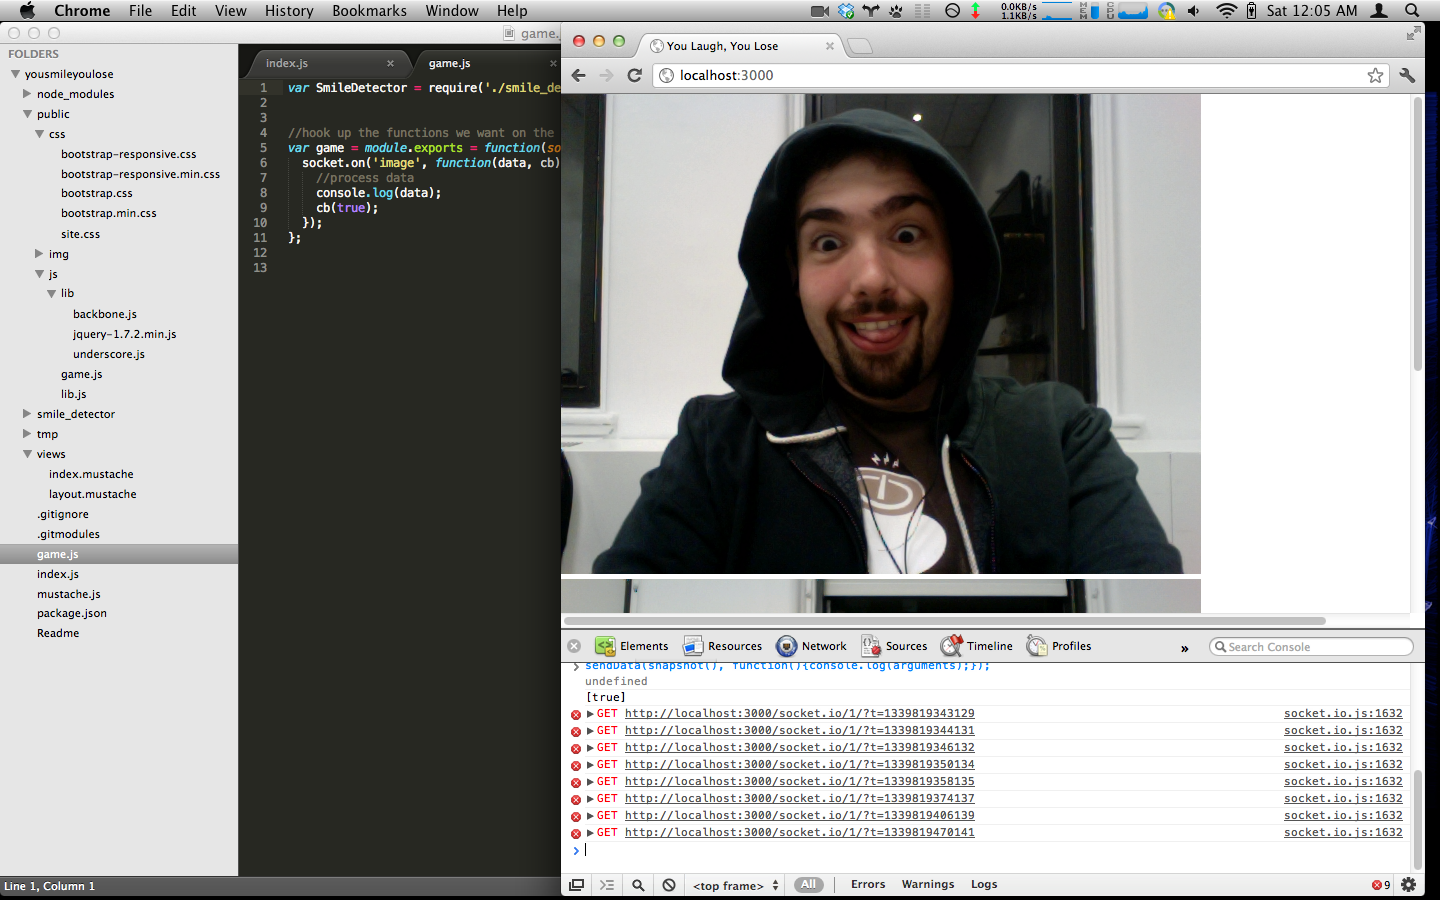 Chrome File Edit View History Bookmarks Window Help
0.0KB/s
1.1KB/s
MEM
CPU
Sat 12:05 AM
game.
FOLDERS
yousmileyoulose
node_modules
public
css
bootstrap-responsive.css
bootstrap-responsive.min.css
bootstrap.css
bootstrap.min.css
site.css
img
js
lib
backbone.js
jquery-1.7.2.min.js
underscore.js
game.js
lib.js
smile_detector
tmp
views
index.mustache
layout.mustache
.gitignore
.gitmodules
game.js
index.js
mustache.js
package.json
Readme
Line 1, Column 1
index.js × game.js ×
1 var SmileDetector = require('./smile_de
2
3
4 //hook up the functions we want on the
5 var game = module.exports = function(so
6 socket.on('image', function(data, cb)
7 //process data
8 console.log(data);
9 cb(true);
10 });
11 };
12
13
You Laugh, You Lose ×
localhost:3000
Elements Resources Network Sources Timeline Profiles » Search Console
> sendData(snapshot(), function(){console.log(arguments);});
undefined
[true]
GET http://localhost:3000/socket.io/1/?t=1339819343129 socket.io.js:1632
GET http://localhost:3000/socket.io/1/?t=1339819344131 socket.io.js:1632
GET http://localhost:3000/socket.io/1/?t=1339819346132 socket.io.js:1632
GET http://localhost:3000/socket.io/1/?t=1339819350134 socket.io.js:1632
GET http://localhost:3000/socket.io/1/?t=1339819358135 socket.io.js:1632
GET http://localhost:3000/socket.io/1/?t=1339819374137 socket.io.js:1632
GET http://localhost:3000/socket.io/1/?t=1339819406139 socket.io.js:1632
GET http://localhost:3000/socket.io/1/?t=1339819470141 socket.io.js:1632
>
<top frame> All Errors Warnings Logs 9